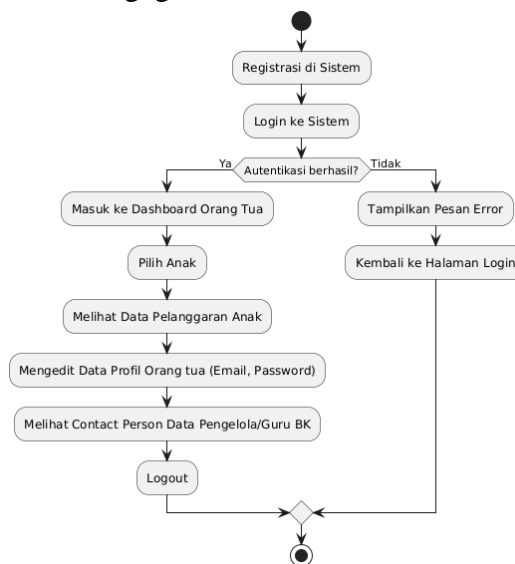 Registrasi di Sistem
Login ke Sistem
Autentikasi berhasil?
Ya
Tidak
Masuk ke Dashboard Orang Tua
Pilih Anak
Melihat Data Pelanggaran Anak
Mengedit Data Profil Orang tua (Email, Password)
Melihat Contact Person Data Pengelola/Guru BK
Logout
Tampilkan Pesan Error
Kembali ke Halaman Login